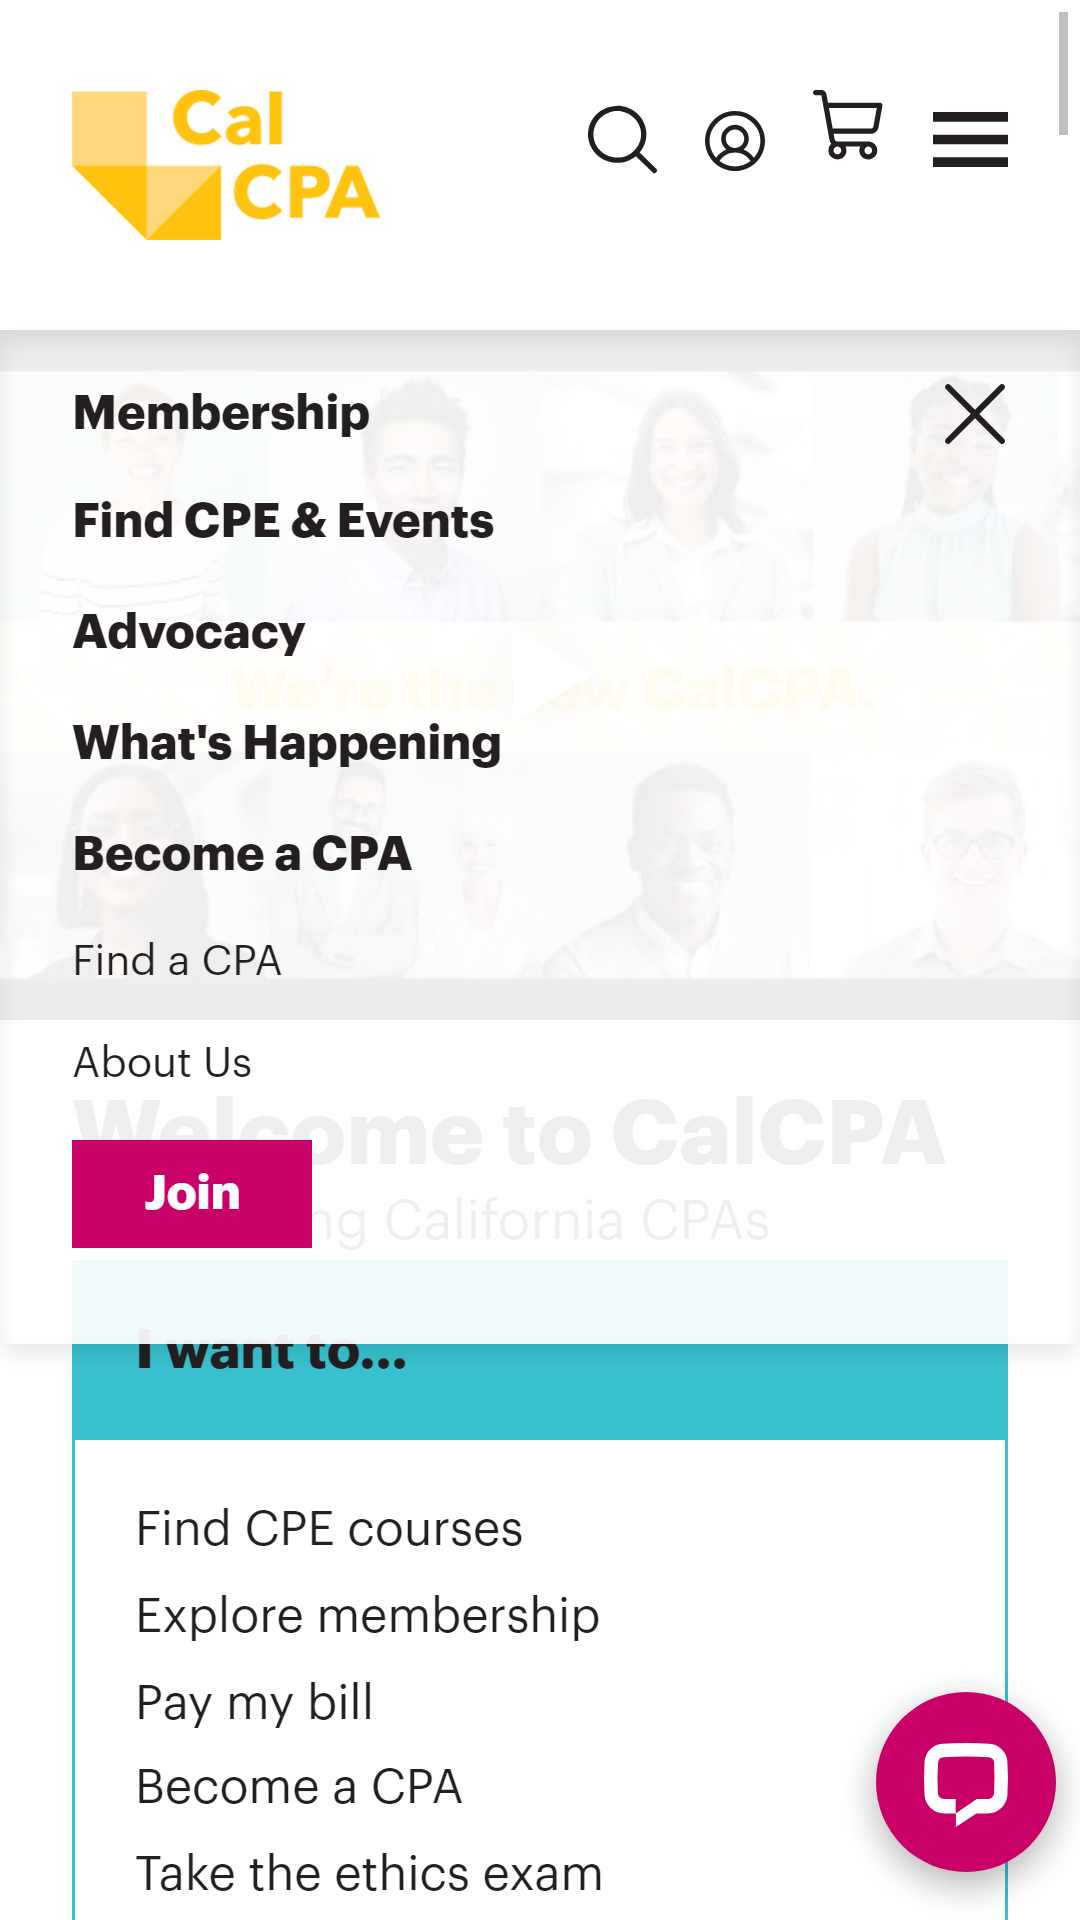 Cal
CPA
Membership
Find CPE & Events
Advocacy
We're the new CalCPA.
What's Happening
Become a CPA
Find a CPA
About Us
Welcome to CalCPA
Join
ng California CPAs
I want to...
Find CPE courses
Explore membership
Pay my bill
Become a CPA
Take the ethics exam